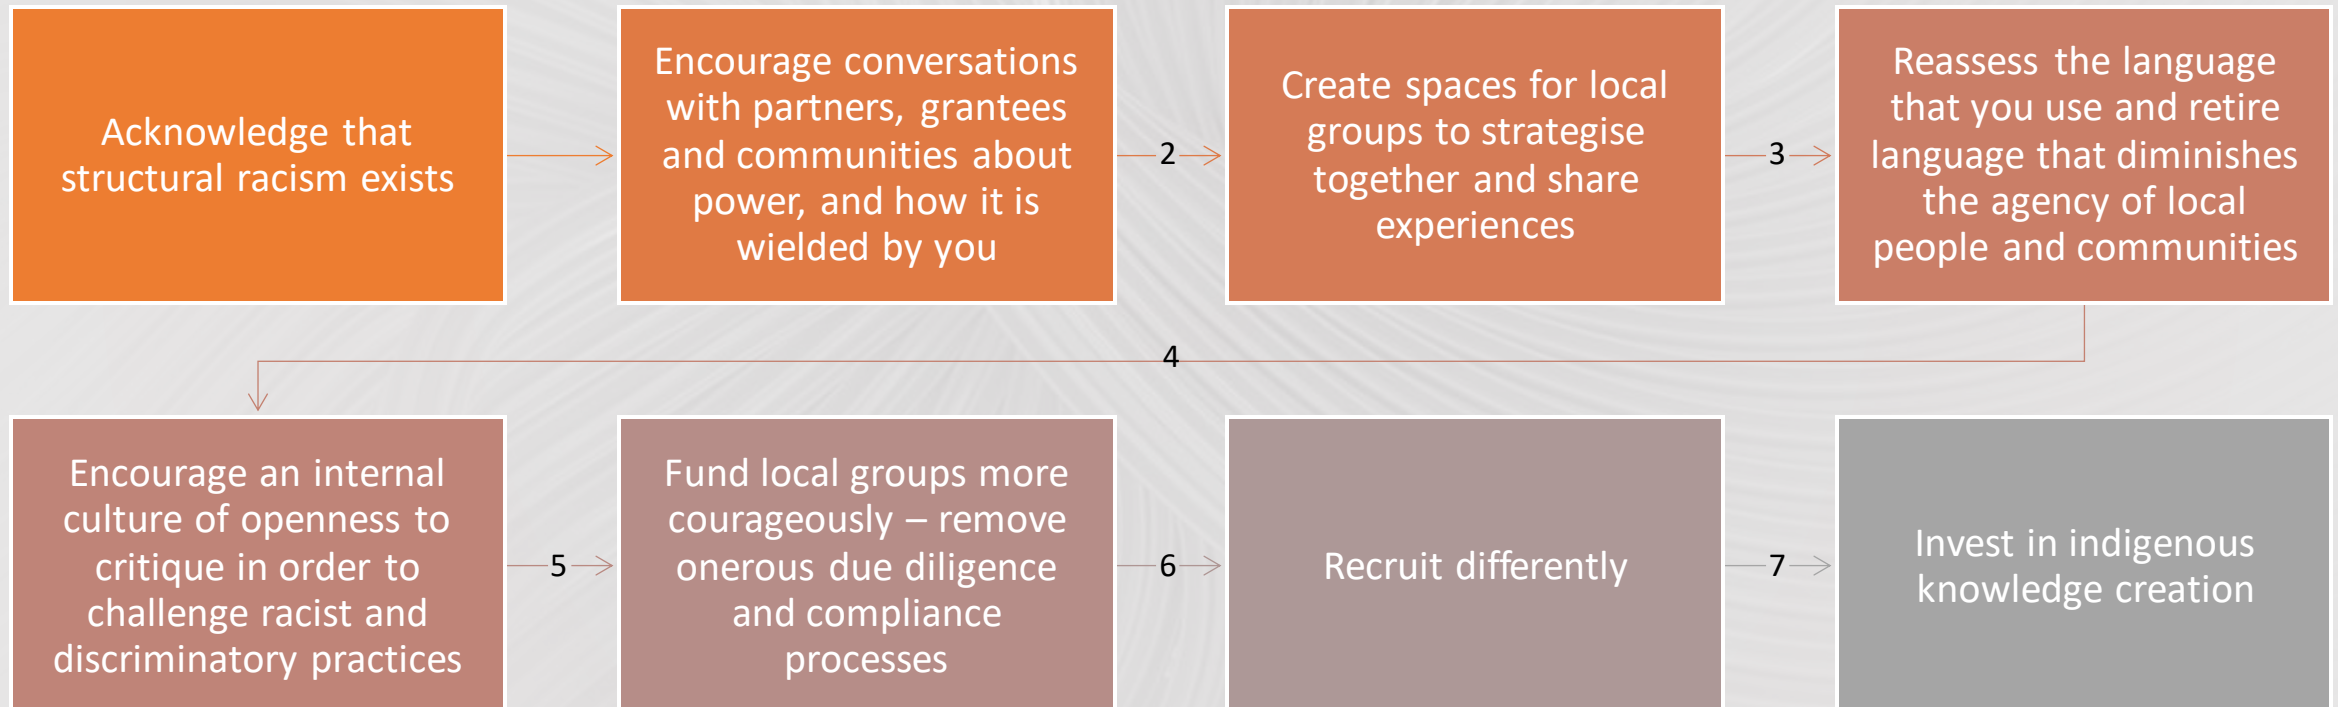 Acknowledge that
structural racism exists
Encourage conversations
with partners, grantees
and communities about
power, and how it is
wielded by you
2
Create spaces for local
groups to strategise
together and share
experiences
3
Reassess the language
that you use and retire
language that diminishes
the agency of local
people and communities
4
Encourage an internal
culture of openness to
critique in order to
challenge racist and
discriminatory practices
5
Fund local groups more
courageously – remove
onerous due diligence
and compliance
processes
6
Recruit differently
7
Invest in indigenous
knowledge creation